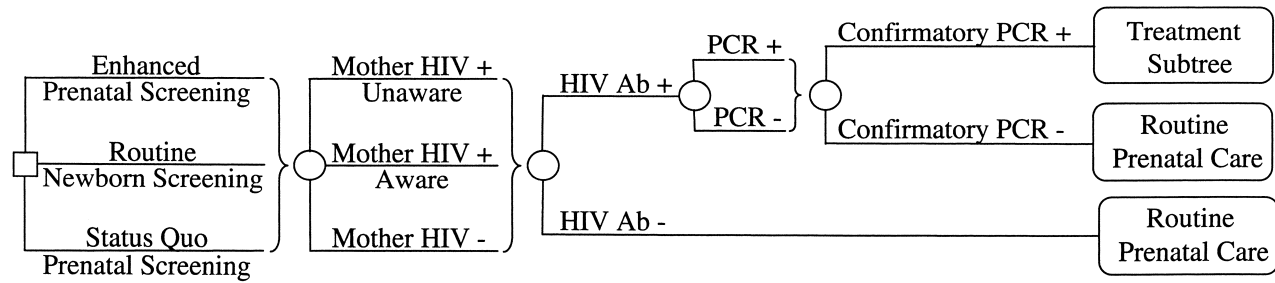 Enhanced
Prenatal Screening
Routine
Newborn Screening
Status Quo
Prenatal Screening
Mother HIV +
Unaware
Mother HIV +
Aware
Mother HIV -
HIV Ab +
HIV Ab -
PCR +
PCR -
Confirmatory PCR +
Confirmatory PCR -
Treatment
Subtree
Routine
Prenatal Care
Routine
Prenatal Care